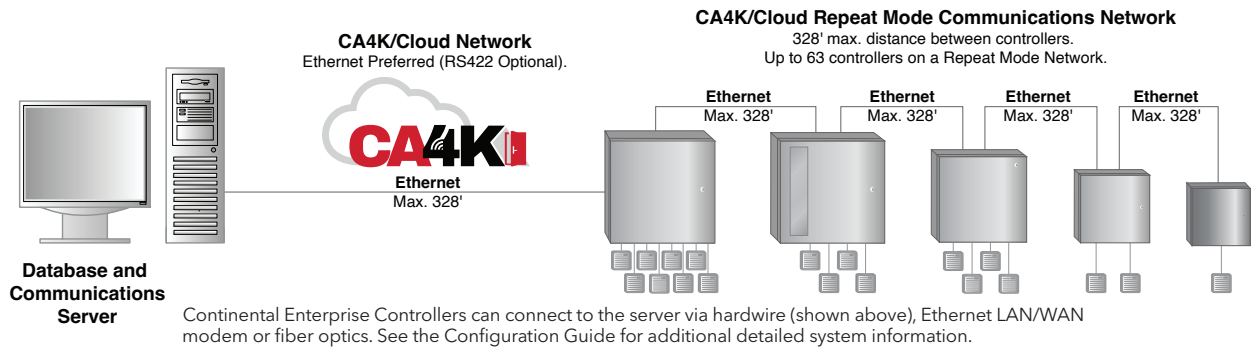 CA4K/Cloud Repeat Mode Communications Network
328' max. distance between controllers.
Up to 63 controllers on a Repeat Mode Network.
CA4K/Cloud Network
Ethernet Preferred (RS422 Optional).
CA4K
Ethernet
Max. 328'
Ethernet
Max. 328'
Ethernet
Max. 328'
Ethernet
Max. 328'
Ethernet
Max. 328'
Database and
Communications
Server
Continental Enterprise Controllers can connect to the server via hardwire (shown above), Ethernet LAN/WAN
modem or fiber optics. See the Configuration Guide for additional detailed system information.